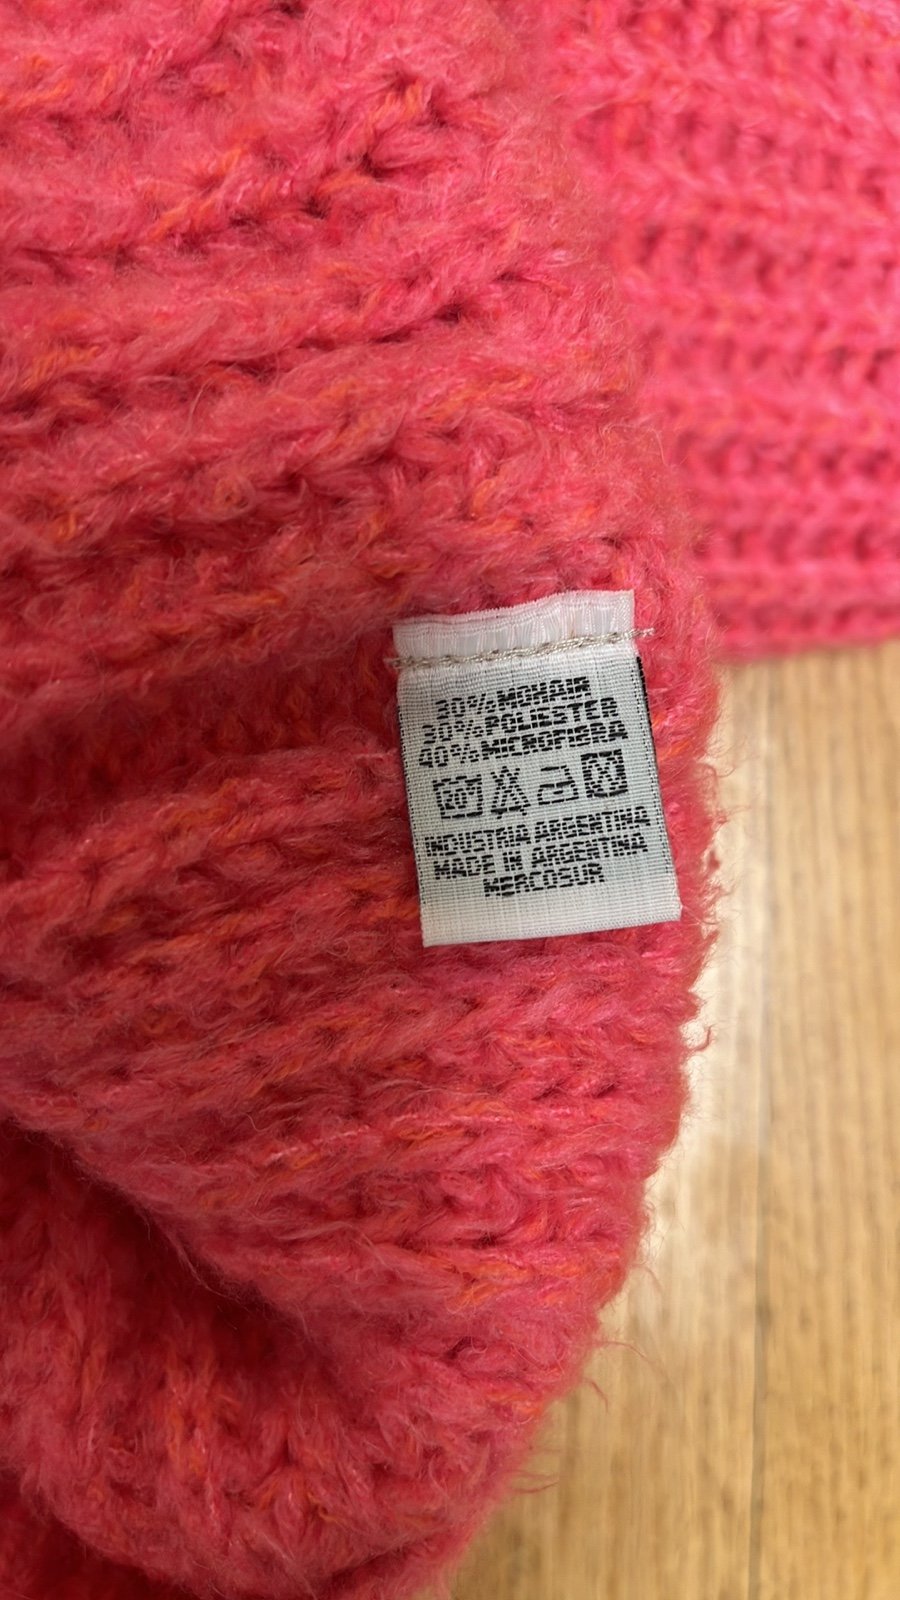 30% MOHAIR
30% POLIESTER
40% MICROFIBRA
INDUSTRIA ARGENTINA
MADE IN ARGENTINA
MERCOSUR